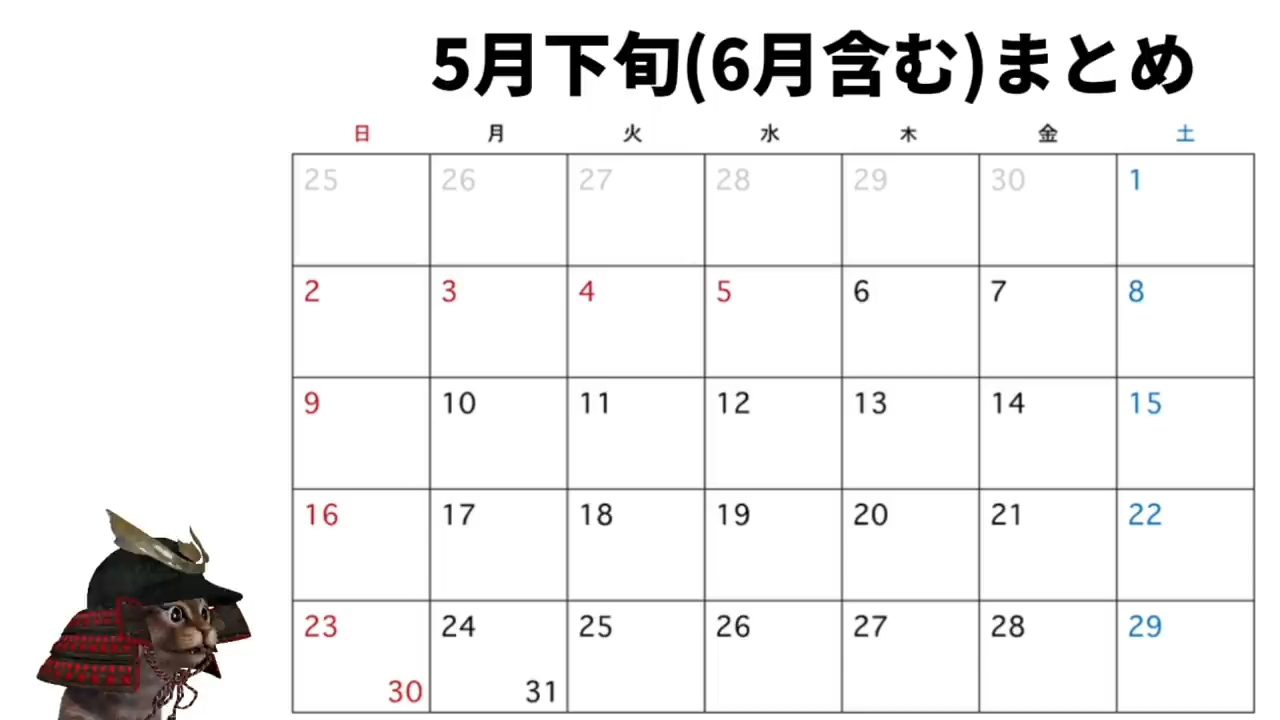 5月下旬(6月含む)まとめ
日 月 火 水 木 金 土
25 26 27 28 29 30 1
2 3 4 5 6 7 8
9 10 11 12 13 14 15
16 17 18 19 20 21 22
23 24 25 26 27 28 29
30 31